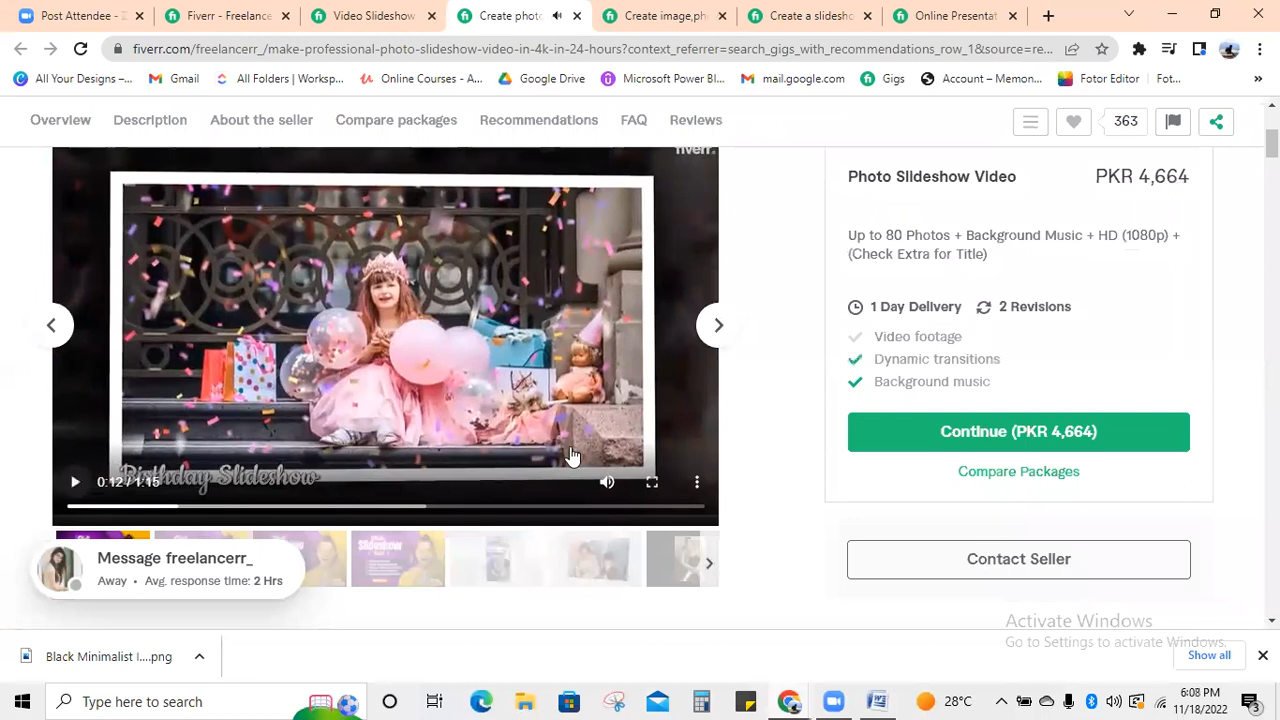 Post Attendee - Z
Fiverr - Freelanc
Video Slideshow
Create phot
Create image,ph
Create a slidesh
Online Presentat
fiverr.com/freelancerr_/make-professional-photo-slideshow-video-in-4k-in-24-hours?context_referrer=search_gigs_with_recommendations_row_1&source=re...
All Your Designs –...
Gmail
All Folders | Worksp...
Online Courses - A...
Google Drive
Microsoft Power Bl...
mail.google.com
Gigs
Account – Memon...
Fotor Editor
Fot...
»
Overview
Description
About the seller
Compare packages
Recommendations
FAQ
Reviews
363
fiverr.
Photo Slideshow Video
PKR 4,664
Up to 80 Photos + Background Music + HD (1080p) +
(Check Extra for Title)
1 Day Delivery
2 Revisions
Video footage
Dynamic transitions
Background music
Continue (PKR 4,664)
Compare Packages
Birthday Slideshow
0:12 / 1:15
Slideshow
Message freelancerr_
Away • Avg. response time: 2 Hrs
Contact Seller
Activate Windows
Go to Settings to activate Windows.
Black Minimalist I....png
Show all
Type here to search
28°C
6:08 PM
11/18/2022
3